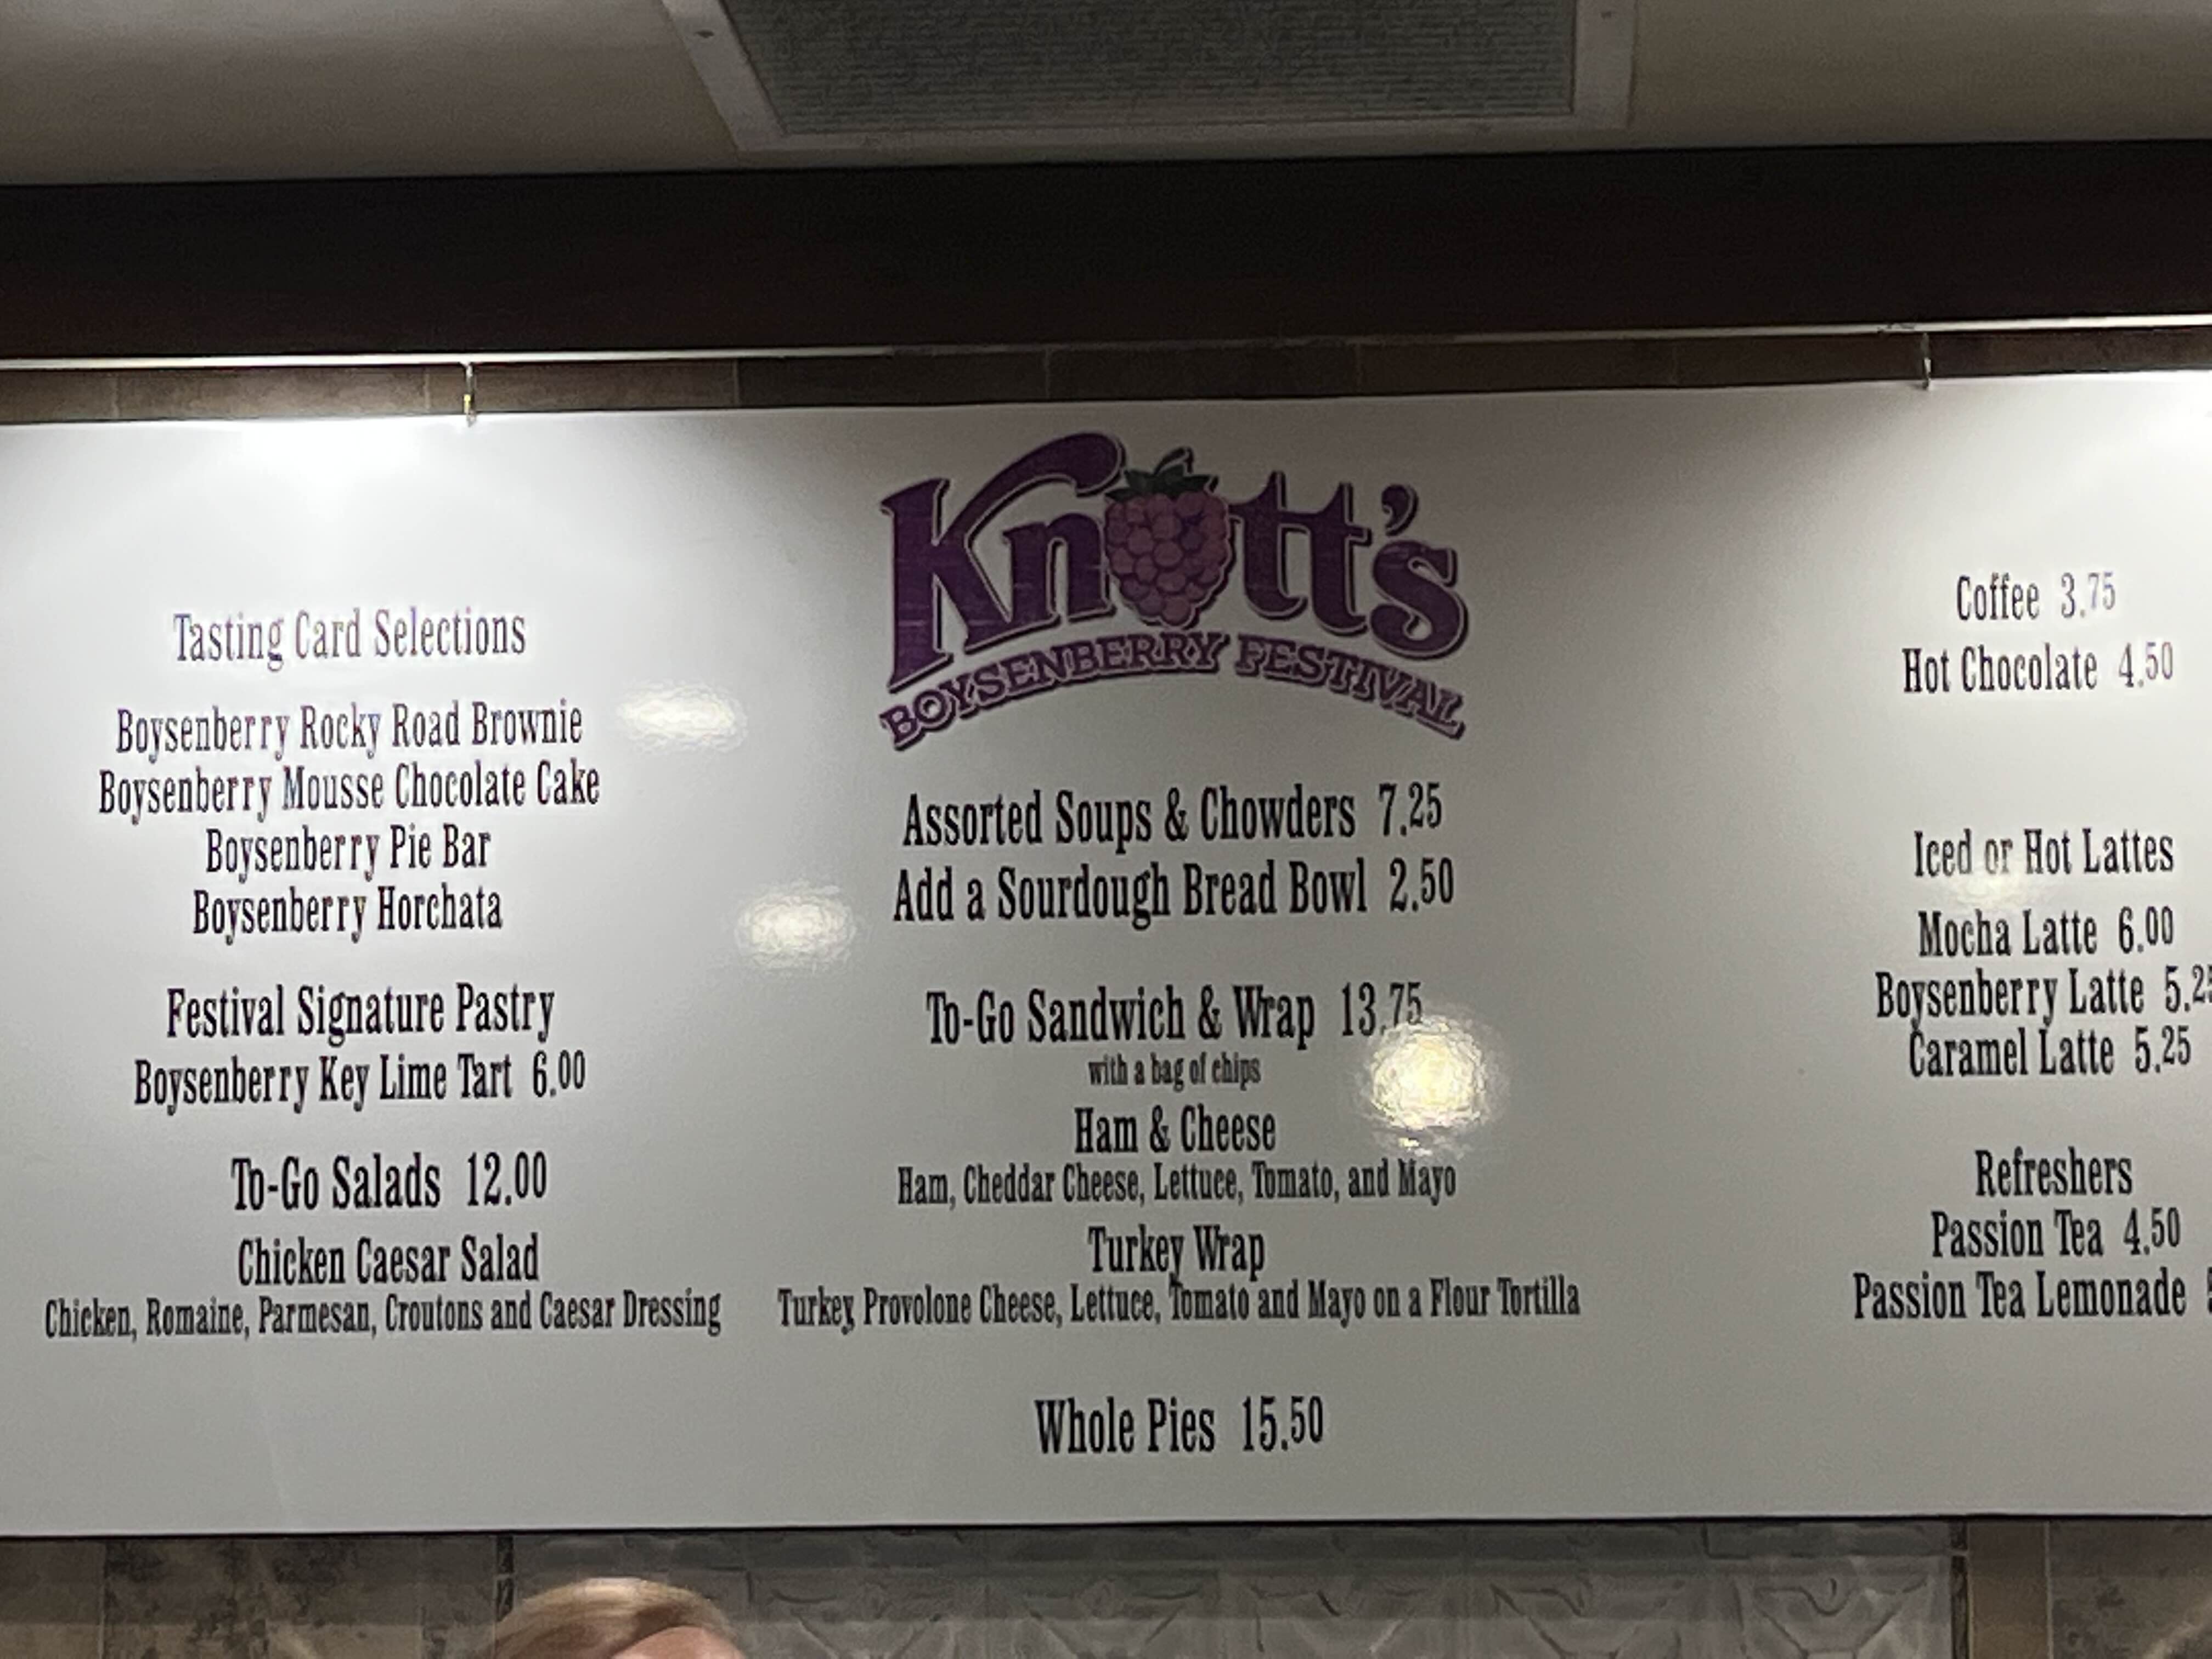 Tasting Card Selections
Boysenberry Rocky Road Brownie
Boysenberry Mousse Chocolate Cake
Boysenberry Pie Bar
Boysenberry Horchata
Festival Signature Pastry
Boysenberry Key Lime Tart 6.00
To-Go Salads 12.00
Chicken Caesar Salad
Chicken, Romaine, Parmesan, Croutons and Caesar Dressing
Knott's
BOYSENBERRY FESTIVAL
Assorted Soups & Chowders 7.25
Add a Sourdough Bread Bowl 2.50
To-Go Sandwich & Wrap 13.75
with a bag of chips
Ham & Cheese
Ham, Cheddar Cheese, Lettuce, Tomato, and Mayo
Turkey Wrap
Turkey, Provolone Cheese, Lettuce, Tomato and Mayo on a Flour Tortilla
Whole Pies 15.50
Coffee 3.75
Hot Chocolate 4.50
Iced or Hot Lattes
Mocha Latte 6.00
Boysenberry Latte
Caramel Latte 5.25
Refreshers
Passion Tea 4.50
Passion Tea Lemonade